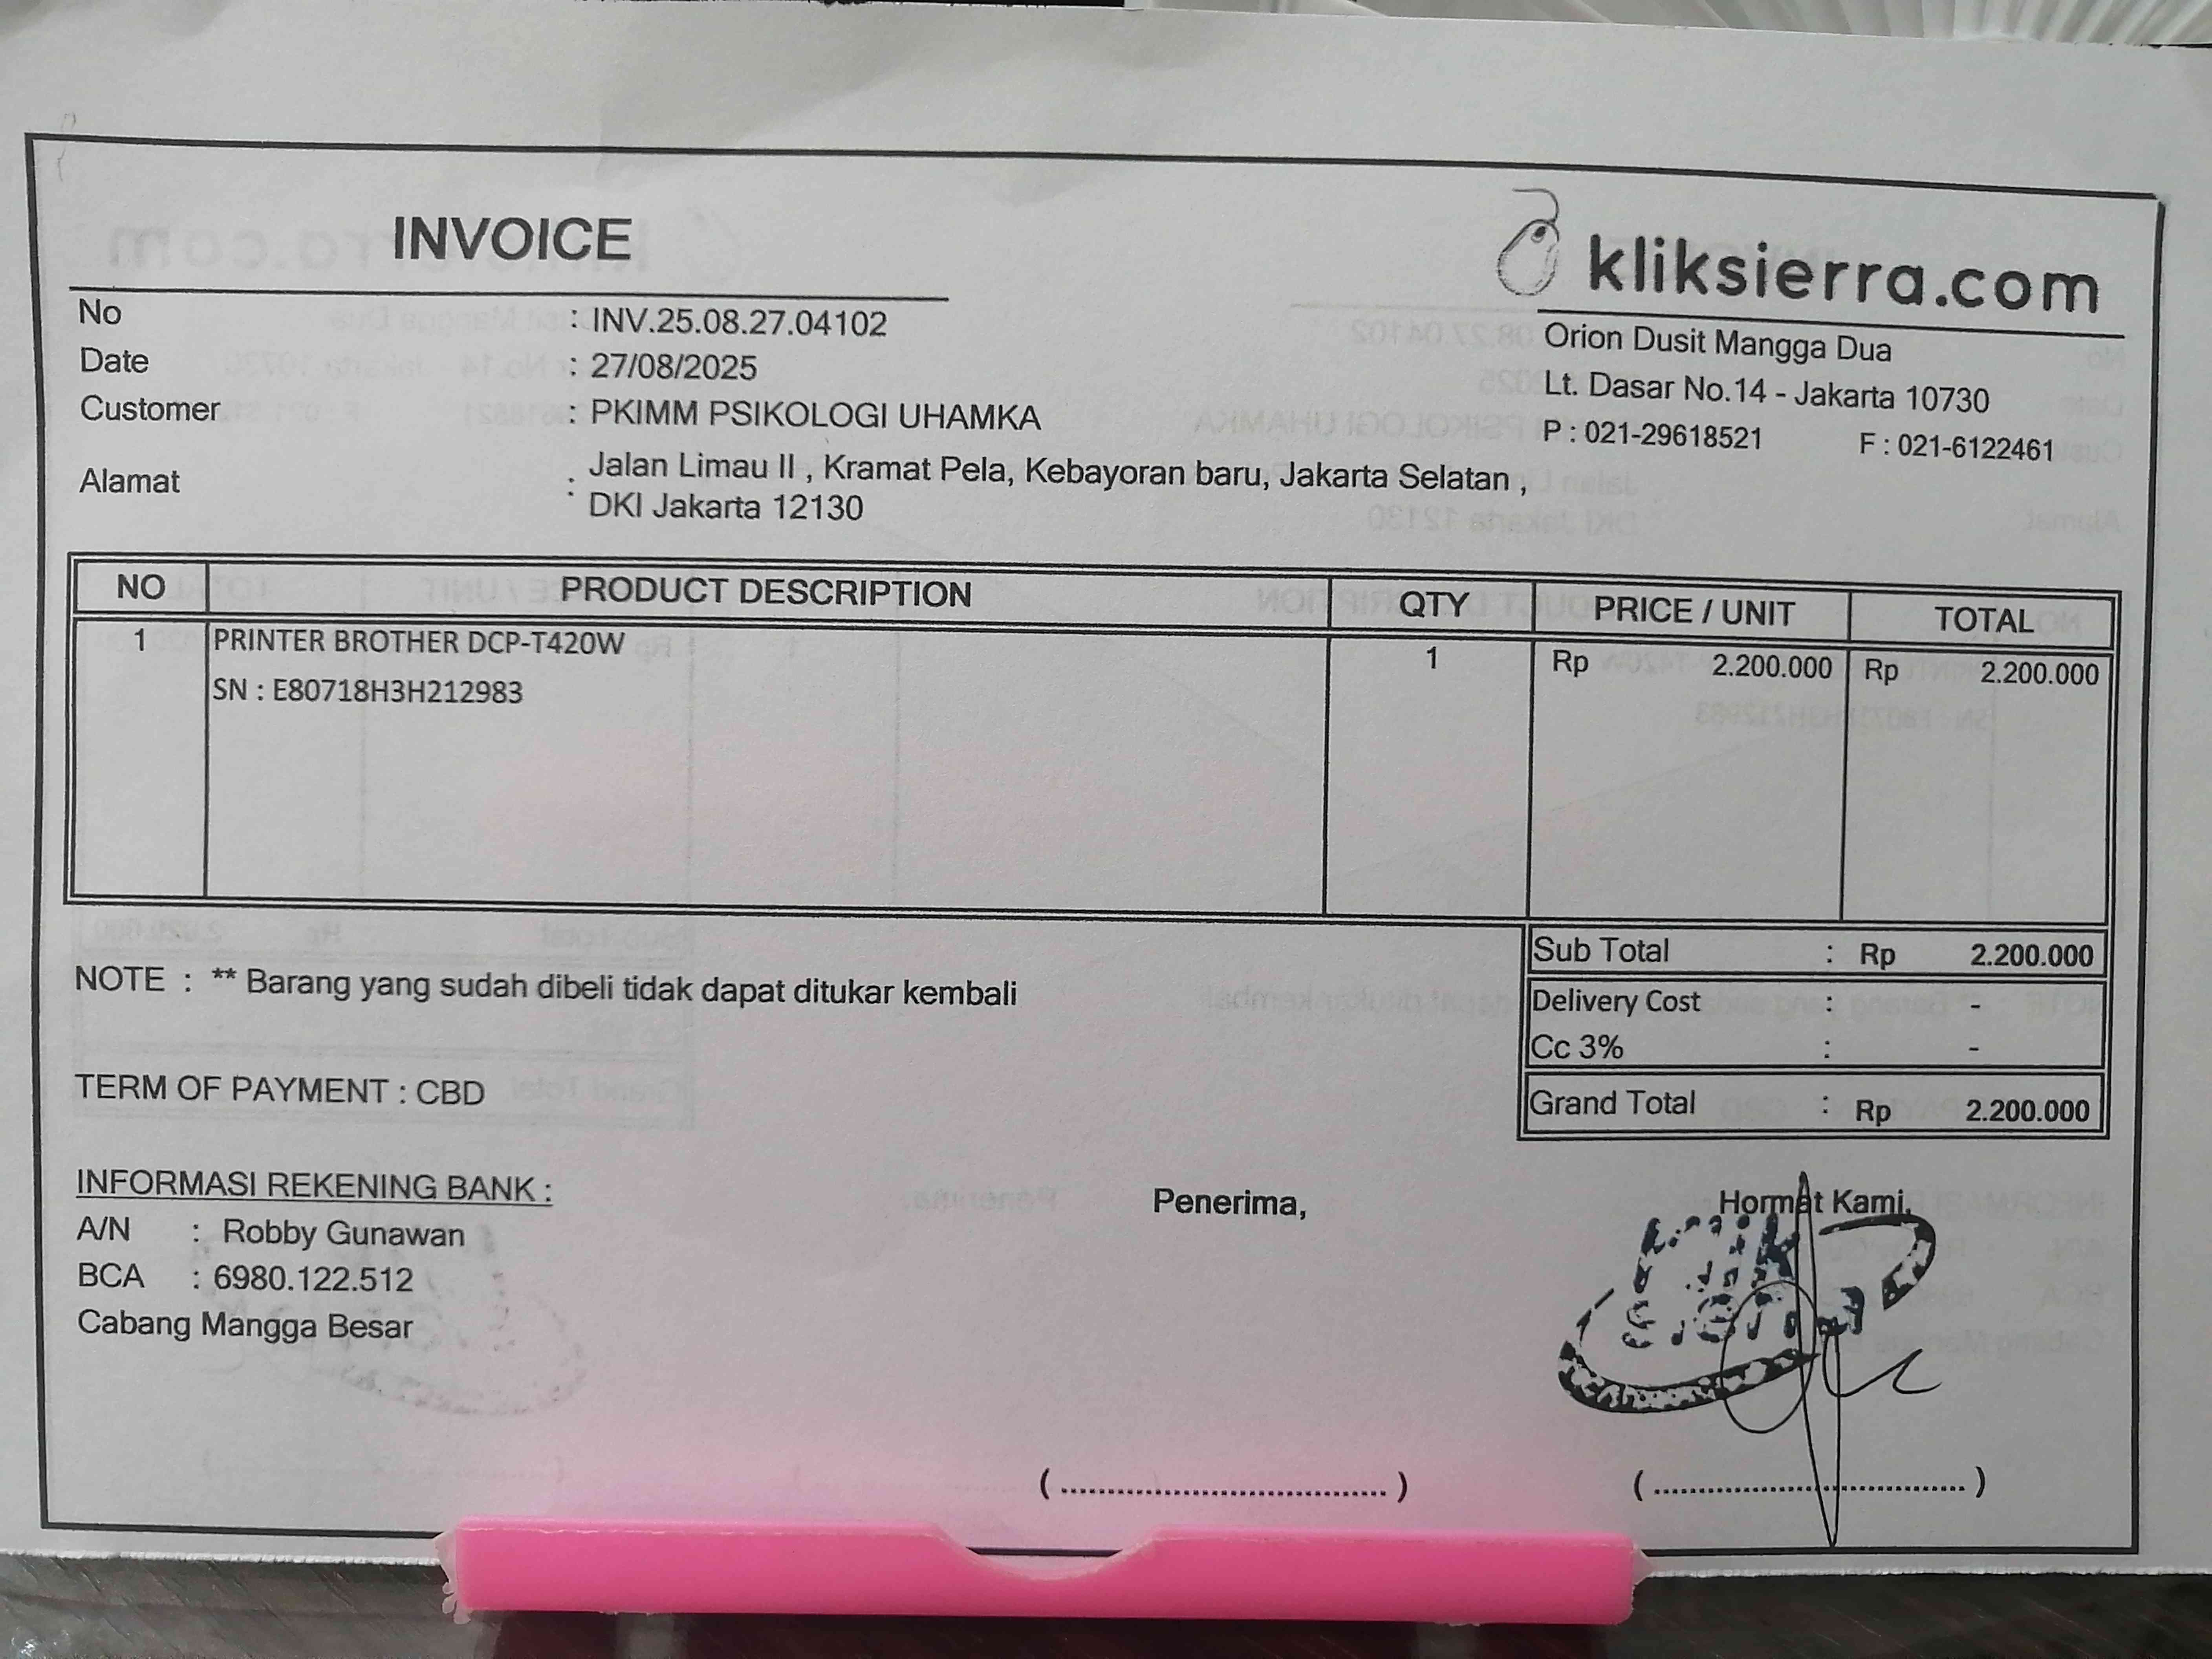 INVOICE
kliksierra.com
No : INV.25.08.27.04102
Date : 27/08/2025
Customer : PKIMM PSIKOLOGI UHAMKA
Alamat : Jalan Limau II , Kramat Pela, Kebayoran baru, Jakarta Selatan ,
DKI Jakarta 12130
Orion Dusit Mangga Dua
Lt. Dasar No.14 - Jakarta 10730
P : 021-29618521 F : 021-6122461
NO PRODUCT DESCRIPTION QTY PRICE / UNIT TOTAL
1 PRINTER BROTHER DCP-T420W 1 Rp 2.200.000 Rp 2.200.000
SN : E80718H3H212983
Sub Total : Rp 2.200.000
NOTE : ** Barang yang sudah dibeli tidak dapat ditukar kembali
Delivery Cost : -
Cc 3% : -
TERM OF PAYMENT : CBD
Grand Total : Rp 2.200.000
INFORMASI REKENING BANK :
A/N : Robby Gunawan
BCA : 6980.122.512
Cabang Mangga Besar
Penerima,
Hormat Kami,
(....................................)
(....................................)